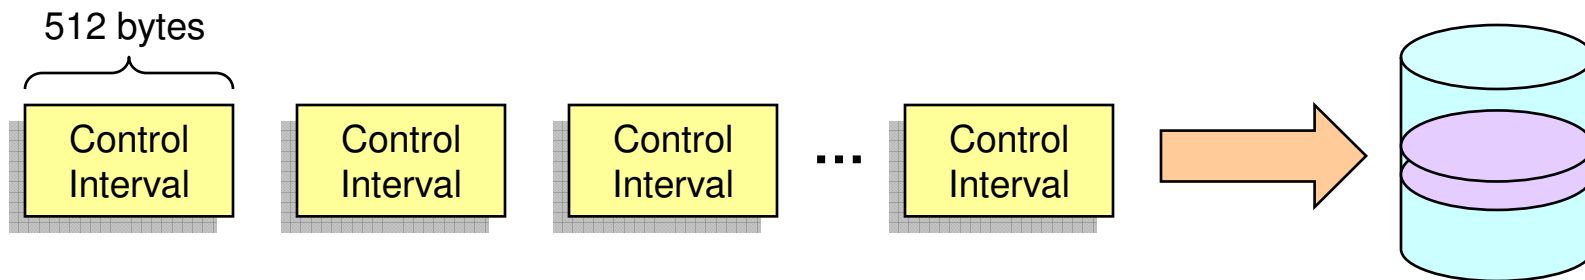 512 bytes
Control
Interval
Control
Interval
Control
Interval
...
Control
Interval